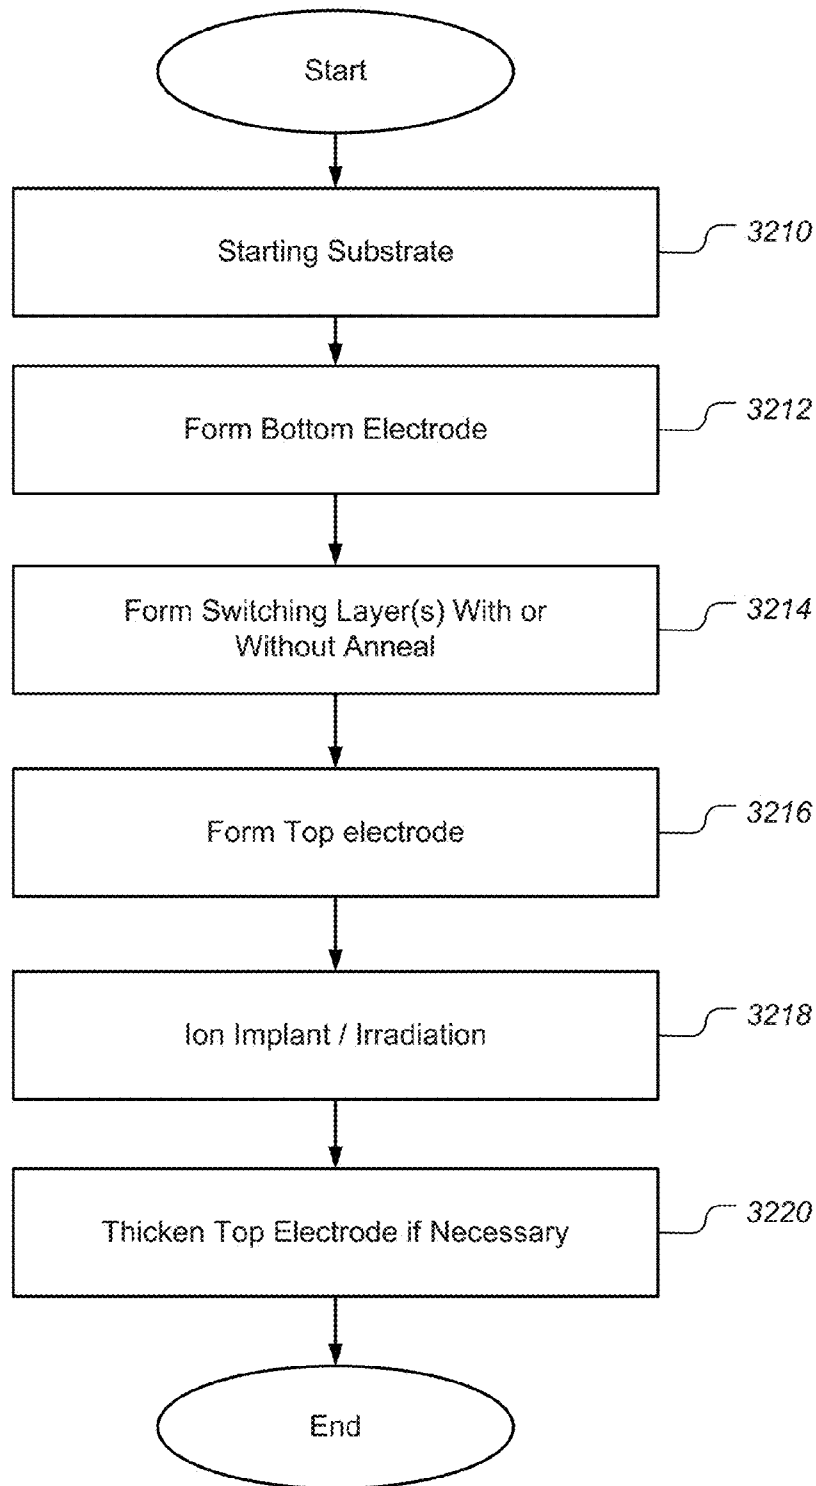 Start
Starting Substrate
3210
Form Bottom Electrode
3212
Form Switching Layer(s) With or
Without Anneal
3214
Form Top electrode
3216
Ion Implant / Irradiation
3218
Thicken Top Electrode if Necessary
3220
End